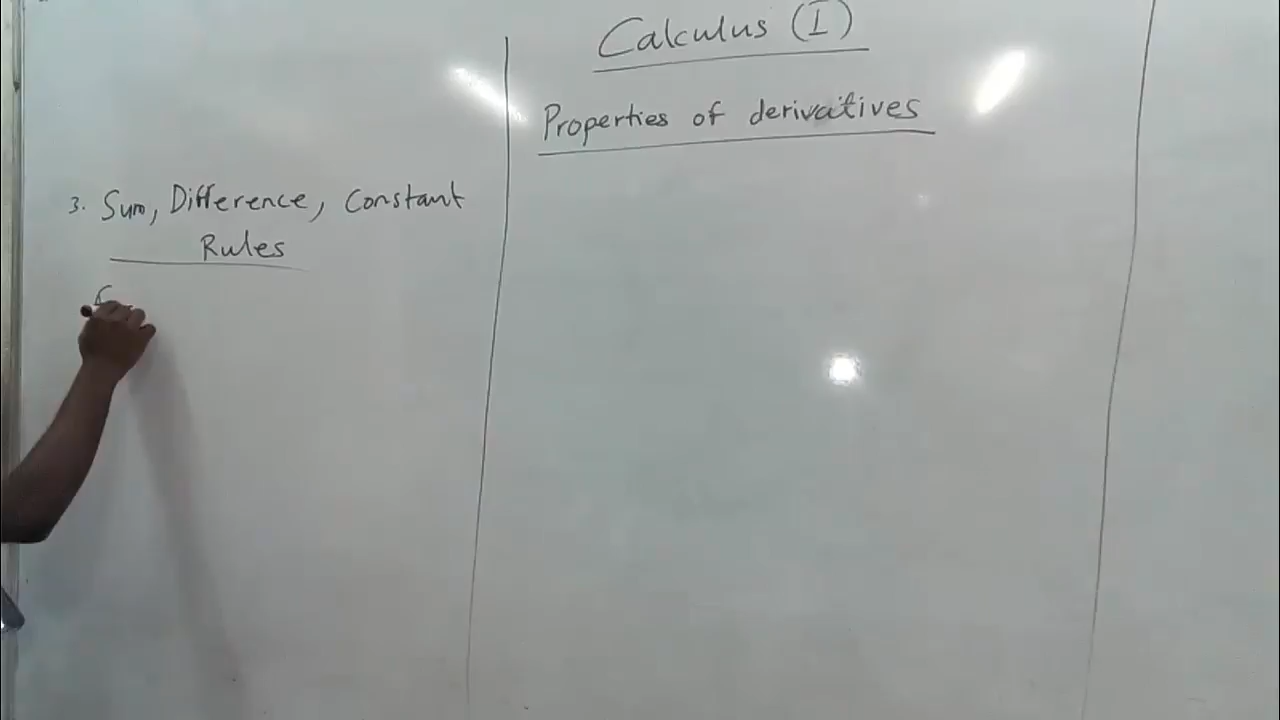 Calculus (I)
Properties of derivatives
3. Sum, Difference, Constant
Rules